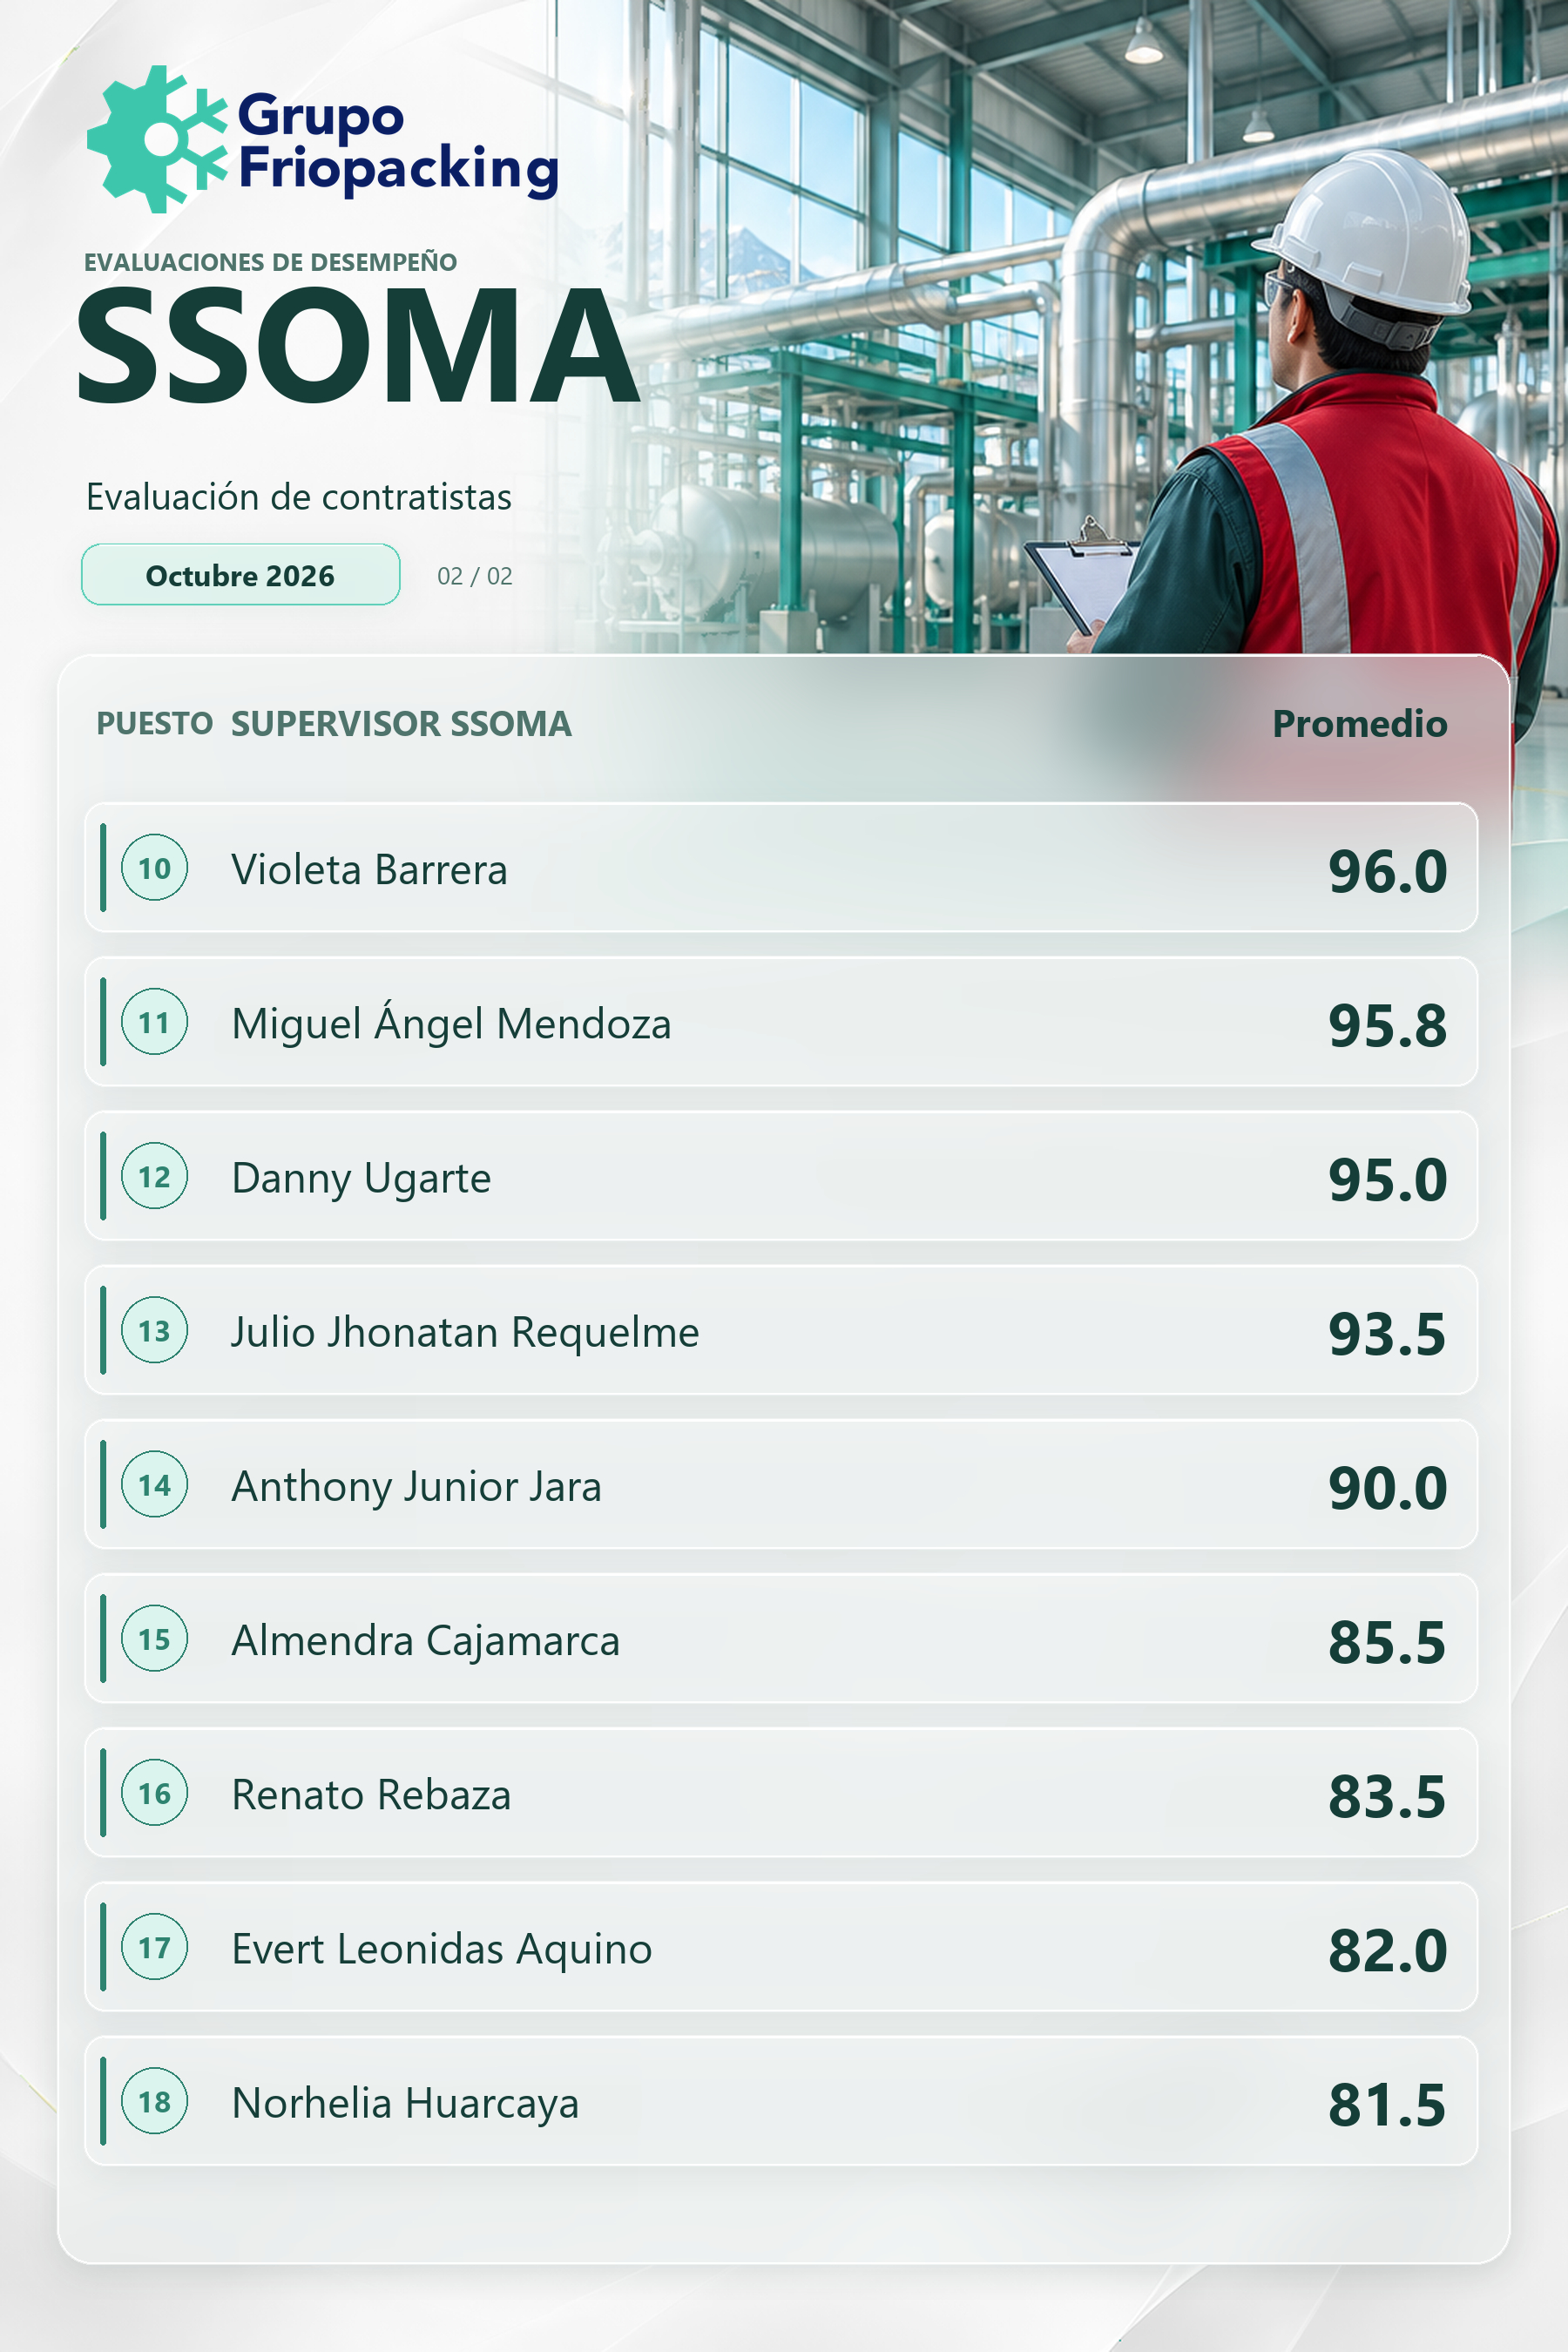 Grupo
Friopacking
EVALUACIONES DE DESEMPEÑO
SSOMA
Evaluación de contratistas
Octubre 2026 02 / 02
PUESTO SUPERVISOR SSOMA Promedio
10 Violeta Barrera 96.0
11 Miguel Ángel Mendoza 95.8
12 Danny Ugarte 95.0
13 Julio Jhonatan Requelme 93.5
14 Anthony Junior Jara 90.0
15 Almendra Cajamarca 85.5
16 Renato Rebaza 83.5
17 Evert Leonidas Aquino 82.0
18 Norhelia Huarcaya 81.5